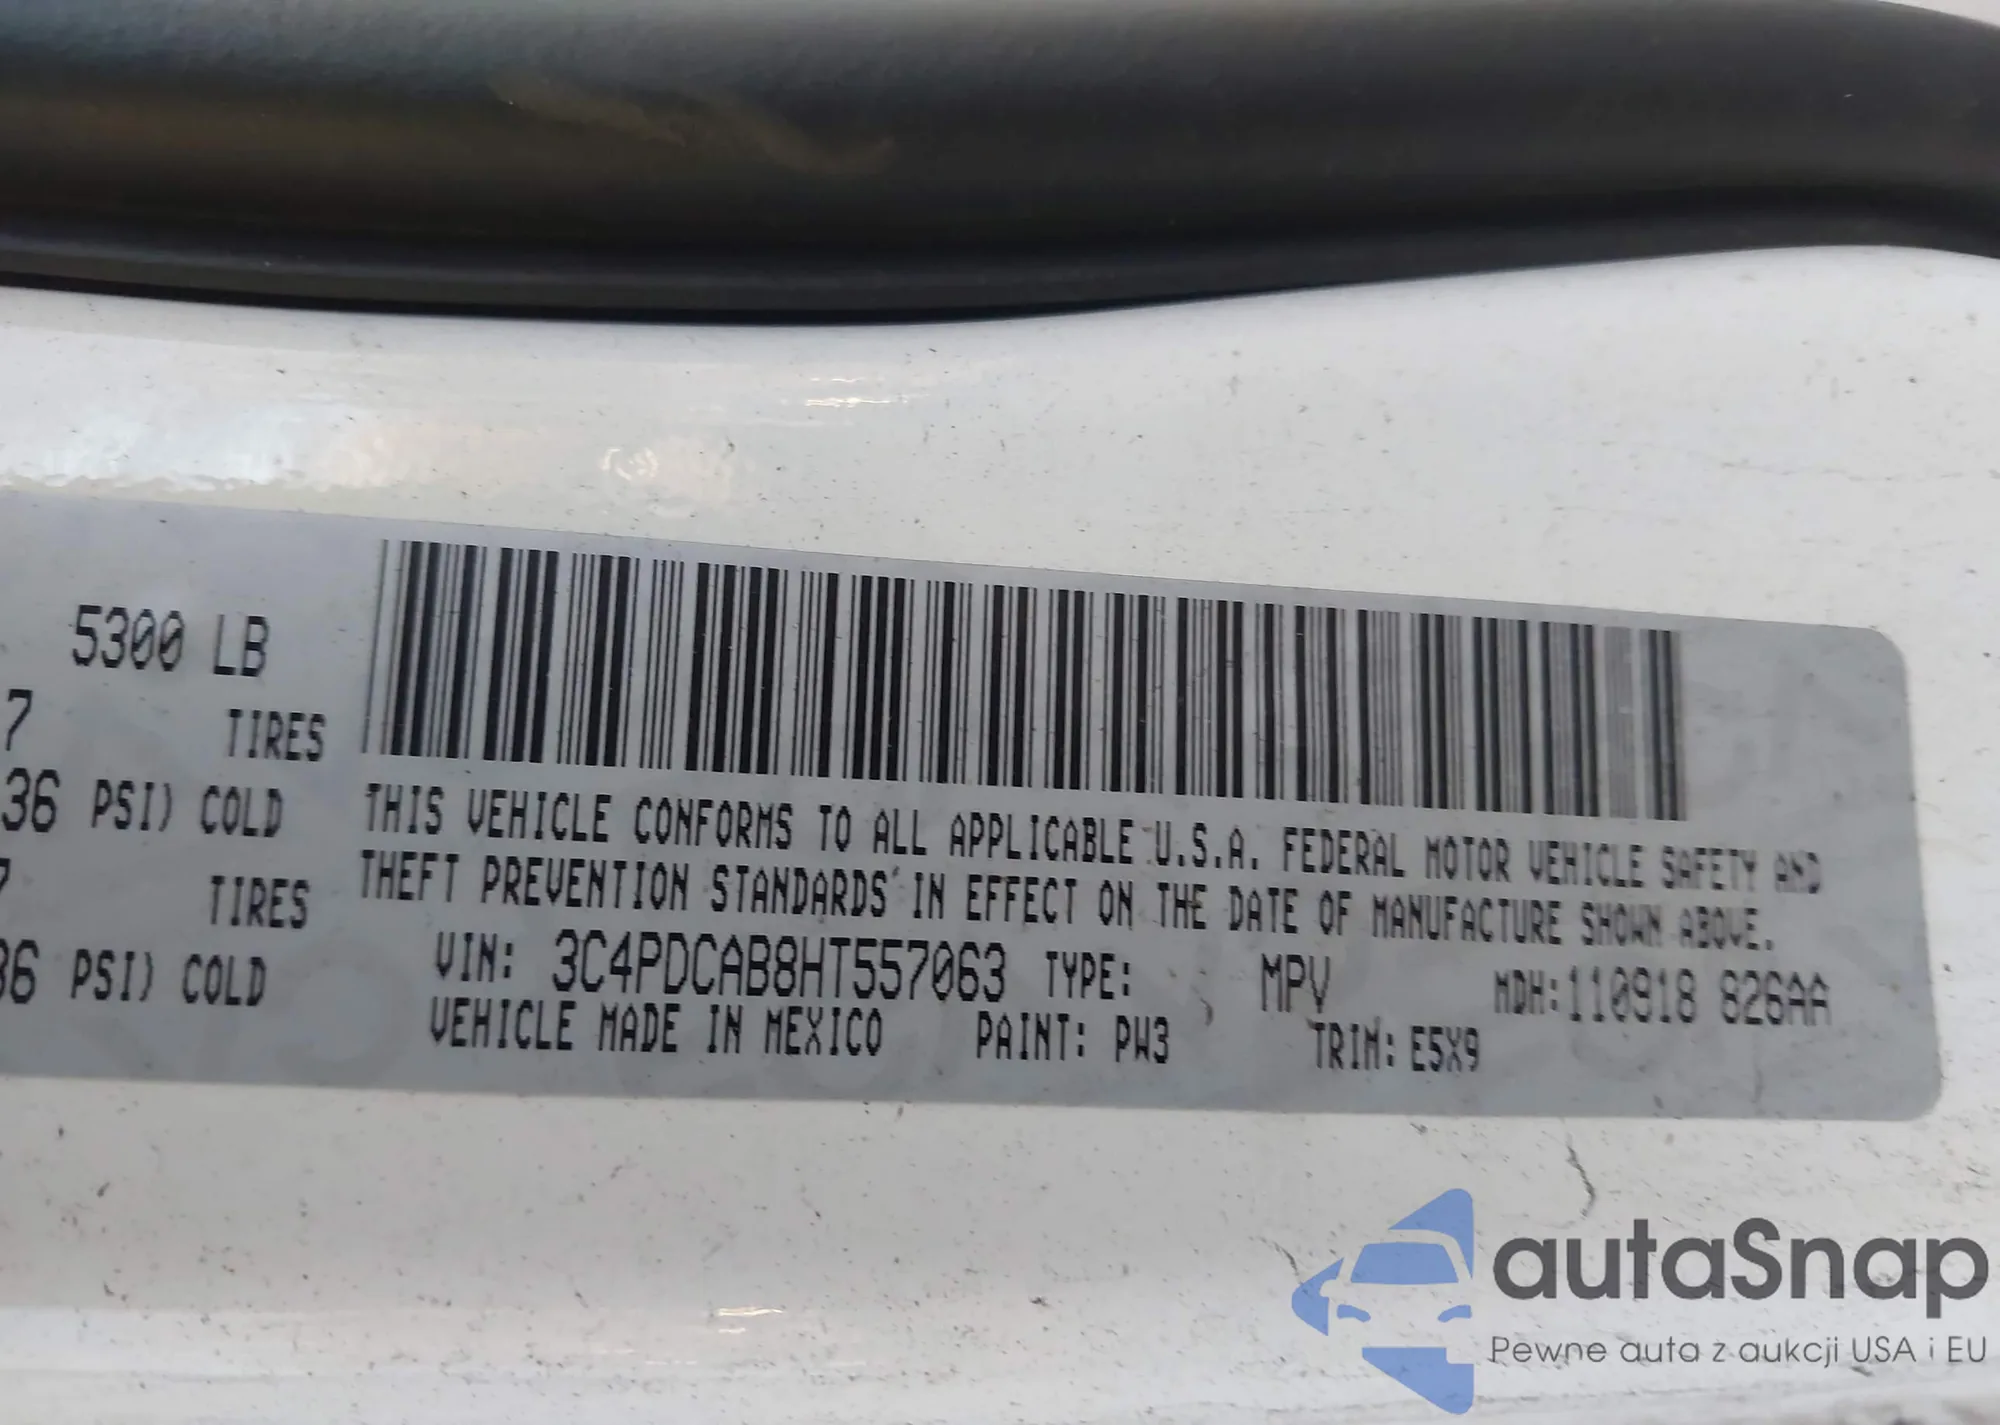 5300 LB
7 TIRES
36 PSI) COLD
7 TIRES
36 PSI) COLD
THIS VEHICLE CONFORMS TO ALL APPLICABLE U.S.A. FEDERAL MOTOR VEHICLE SAFETY AND
THEFT PREVENTION STANDARDS IN EFFECT ON THE DATE OF MANUFACTURE SHOWN ABOVE.
VIN: 3C4PDCAB8HT557063 TYPE: MPV MDH:110918 826AA
VEHICLE MADE IN MEXICO PAINT: PW3 TRIM: E5X9
autaSnap
Pewne auta z aukcji USA i EU